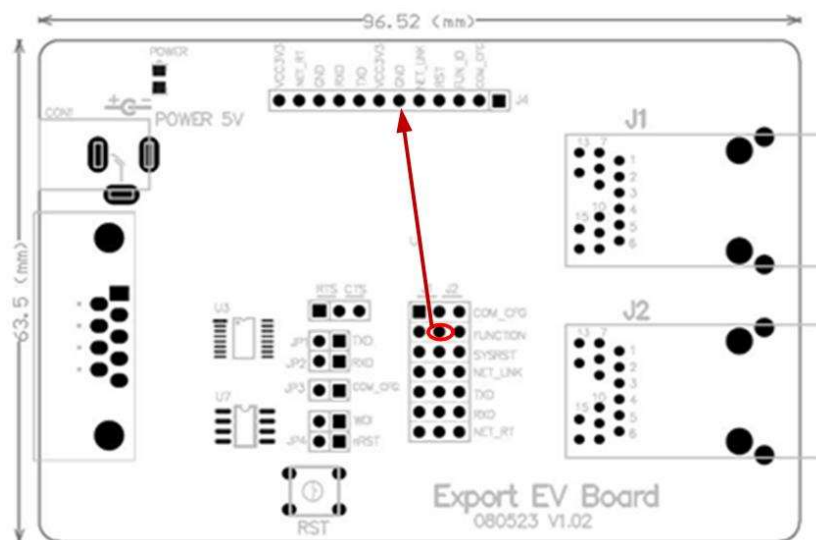 96.52 (mm)
63.5 (mm)
POWER
+ -
CON1
POWER 5V
VCC3V3
NET_RT
GND
RXD
TXD
VCC3V3
GND
NET_LINK
RST
FUN_IO
COM_CFG
J4
J1
13 7
1
2
3
15 10 4
5
6
J2
13 7
1
2
3
15 10 4
5
6
RTS CTS
U3
JP1 TXD
JP2 RXD
JP3 COM_CFG
U7
WDI
JP4 nRST
RST
J1 J2
COM_CFG
FUNCTION
SYSRST
NET_LINK
TXD
RXD
NET_RT
Export EV Board
080523 V1.02